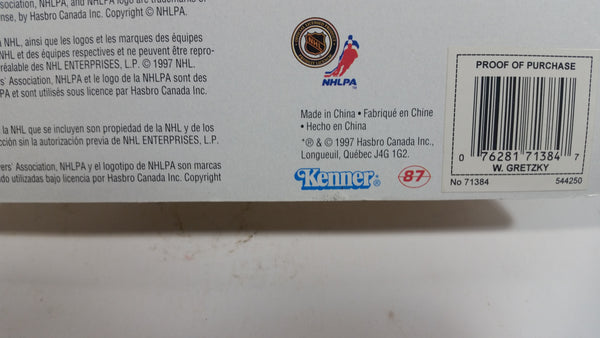 ociation, NHLPA, and NHLPA logo are trademarks of
nse, by Hasbro Canada Inc. Copyright © NHLPA.
a NHL, ainsi que les logos et les marques des équipes
L et des équipes respectives et ne peuvent être repro-
préalable des NHL ENTERPRISES, L.P. © 1997 NHL.
rs' Association, NHLPA et le logo de la NHLPA sont des
PA et sont utilisés sous licence par Hasbro Canada Inc.
la NHL que se incluyen son propiedad de la NHL y de los
ción sin la autorización previa de NHL ENTERPRISES, L.P.
ers' Association, NHLPA y el logotipo de NHLPA son marcas
do utilizadas bajo licencia por Hasbro Canada Inc. Copyright
NHL
NHLPA
Made in China • Fabriqué en Chine
• Hecho en China
*® & © 1997 Hasbro Canada Inc.,
Longueuil, Québec J4G 1G2.
Kenner®
87
PROOF OF PURCHASE
0 76281 71384 7
W. GRETZKY
No 71384 544250